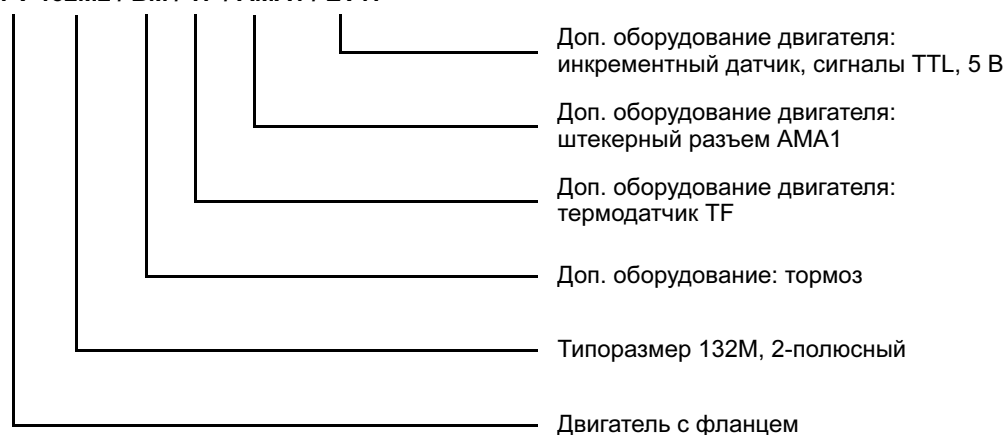 Доп. оборудование двигателя:
инкрементный датчик, сигналы TTL, 5 В
Доп. оборудование двигателя:
штекерный разъем AMA1
Доп. оборудование двигателя:
термодатчик TF
Доп. оборудование: тормоз
Типоразмер 132M, 2-полюсный
Двигатель с фланцем